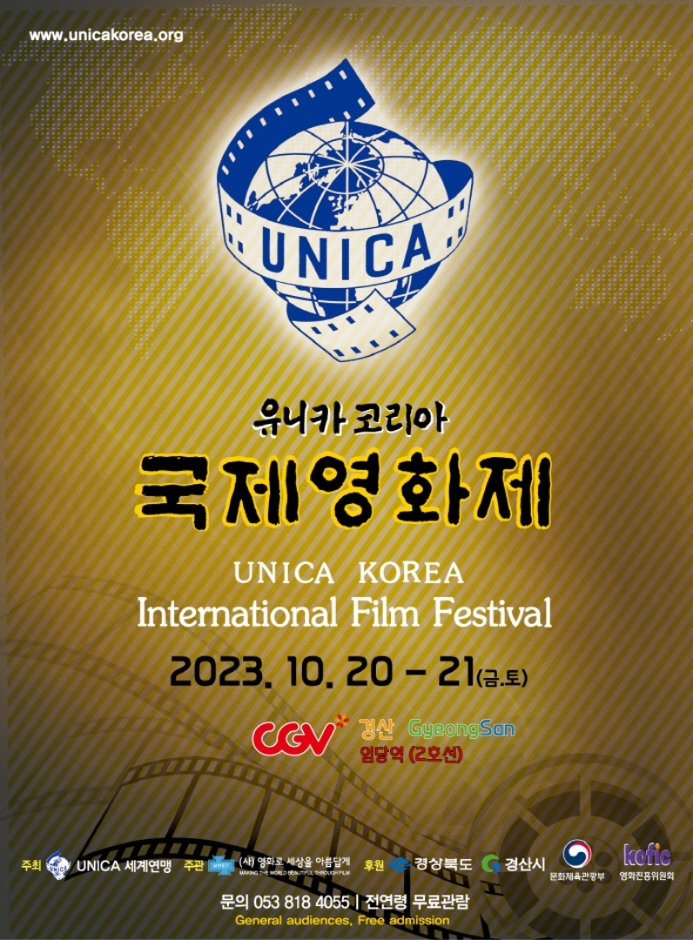 www.unicakorea.org
UNICA
유니카 코리아
국제영화제
UNICA KOREA
International Film Festival
2023. 10. 20 - 21(금.토)
CGV 경산 GyeongSan
임당역 (2호선)
주최 UNICA 세계연맹 주관 (사) 영화로 세상을 아름답게 후원 경상북도 경산시 문화체육관광부 kofic 영화진흥위원회
MAKING THE WORLD BEAUTIFUL THROUGH FILM
문의 053 818 4055 | 전연령 무료관람
General audiences, Free admission